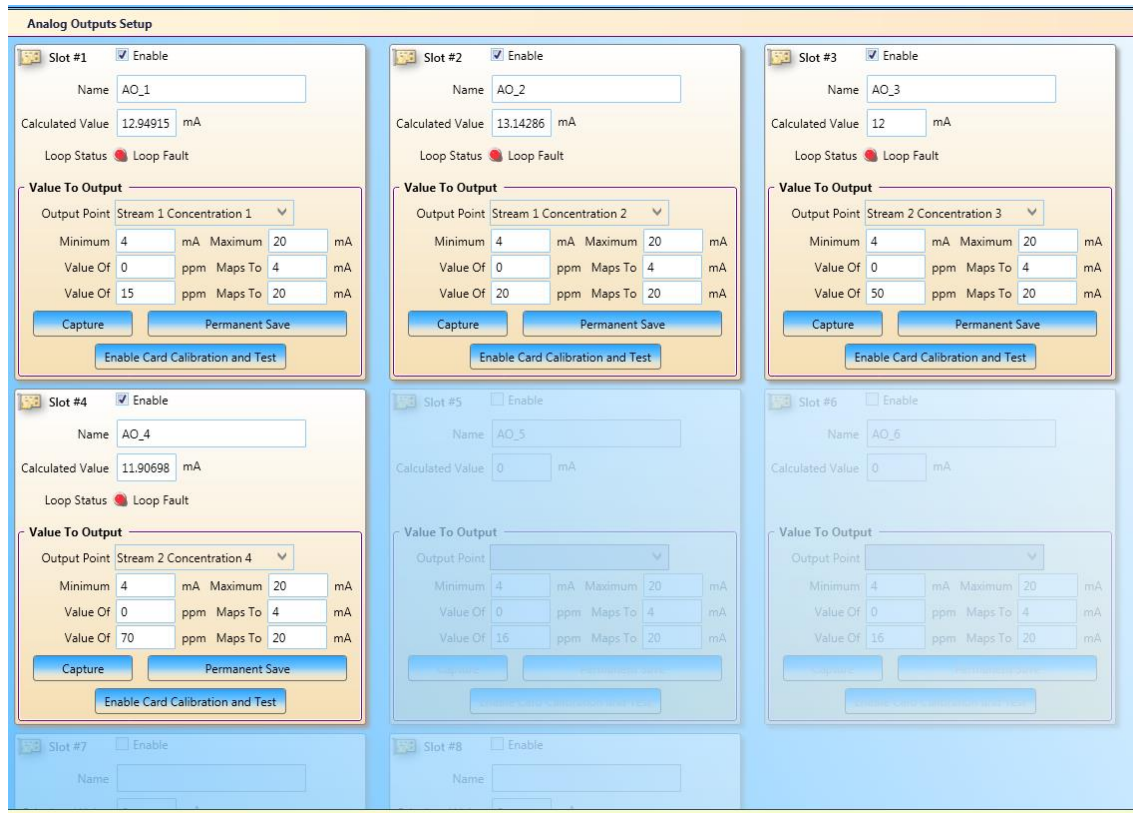 Analog Outputs Setup
Slot #1 Enable
Name AO_1
Calculated Value 12.94915 mA
Loop Status Loop Fault
Value To Output
Output Point Stream 1 Concentration 1
Minimum 4 mA Maximum 20 mA
Value Of 0 ppm Maps To 4 mA
Value Of 15 ppm Maps To 20 mA
Capture Permanent Save
Enable Card Calibration and Test
Slot #2 Enable
Name AO_2
Calculated Value 13.14286 mA
Loop Status Loop Fault
Value To Output
Output Point Stream 1 Concentration 2
Minimum 4 mA Maximum 20 mA
Value Of 0 ppm Maps To 4 mA
Value Of 20 ppm Maps To 20 mA
Capture Permanent Save
Enable Card Calibration and Test
Slot #3 Enable
Name AO_3
Calculated Value 12 mA
Loop Status Loop Fault
Value To Output
Output Point Stream 2 Concentration 3
Minimum 4 mA Maximum 20 mA
Value Of 0 ppm Maps To 4 mA
Value Of 50 ppm Maps To 20 mA
Capture Permanent Save
Enable Card Calibration and Test
Slot #4 Enable
Name AO_4
Calculated Value 11.90698 mA
Loop Status Loop Fault
Value To Output
Output Point Stream 2 Concentration 4
Minimum 4 mA Maximum 20 mA
Value Of 0 ppm Maps To 4 mA
Value Of 70 ppm Maps To 20 mA
Capture Permanent Save
Enable Card Calibration and Test
Slot #5 Enable
Name AO_5
Calculated Value 0 mA
Value To Output
Output Point
Minimum 4 mA Maximum 20 mA
Value Of 0 ppm Maps To 4 mA
Value Of 16 ppm Maps To 20 mA
Enable Card Calibration and Test
Slot #6 Enable
Name AO_6
Calculated Value 0 mA
Value To Output
Output Point
Minimum 4 mA Maximum 20 mA
Value Of 0 ppm Maps To 4 mA
Value Of 16 ppm Maps To 20 mA
Slot #7 Enable
Name
Slot #8 Enable
Name